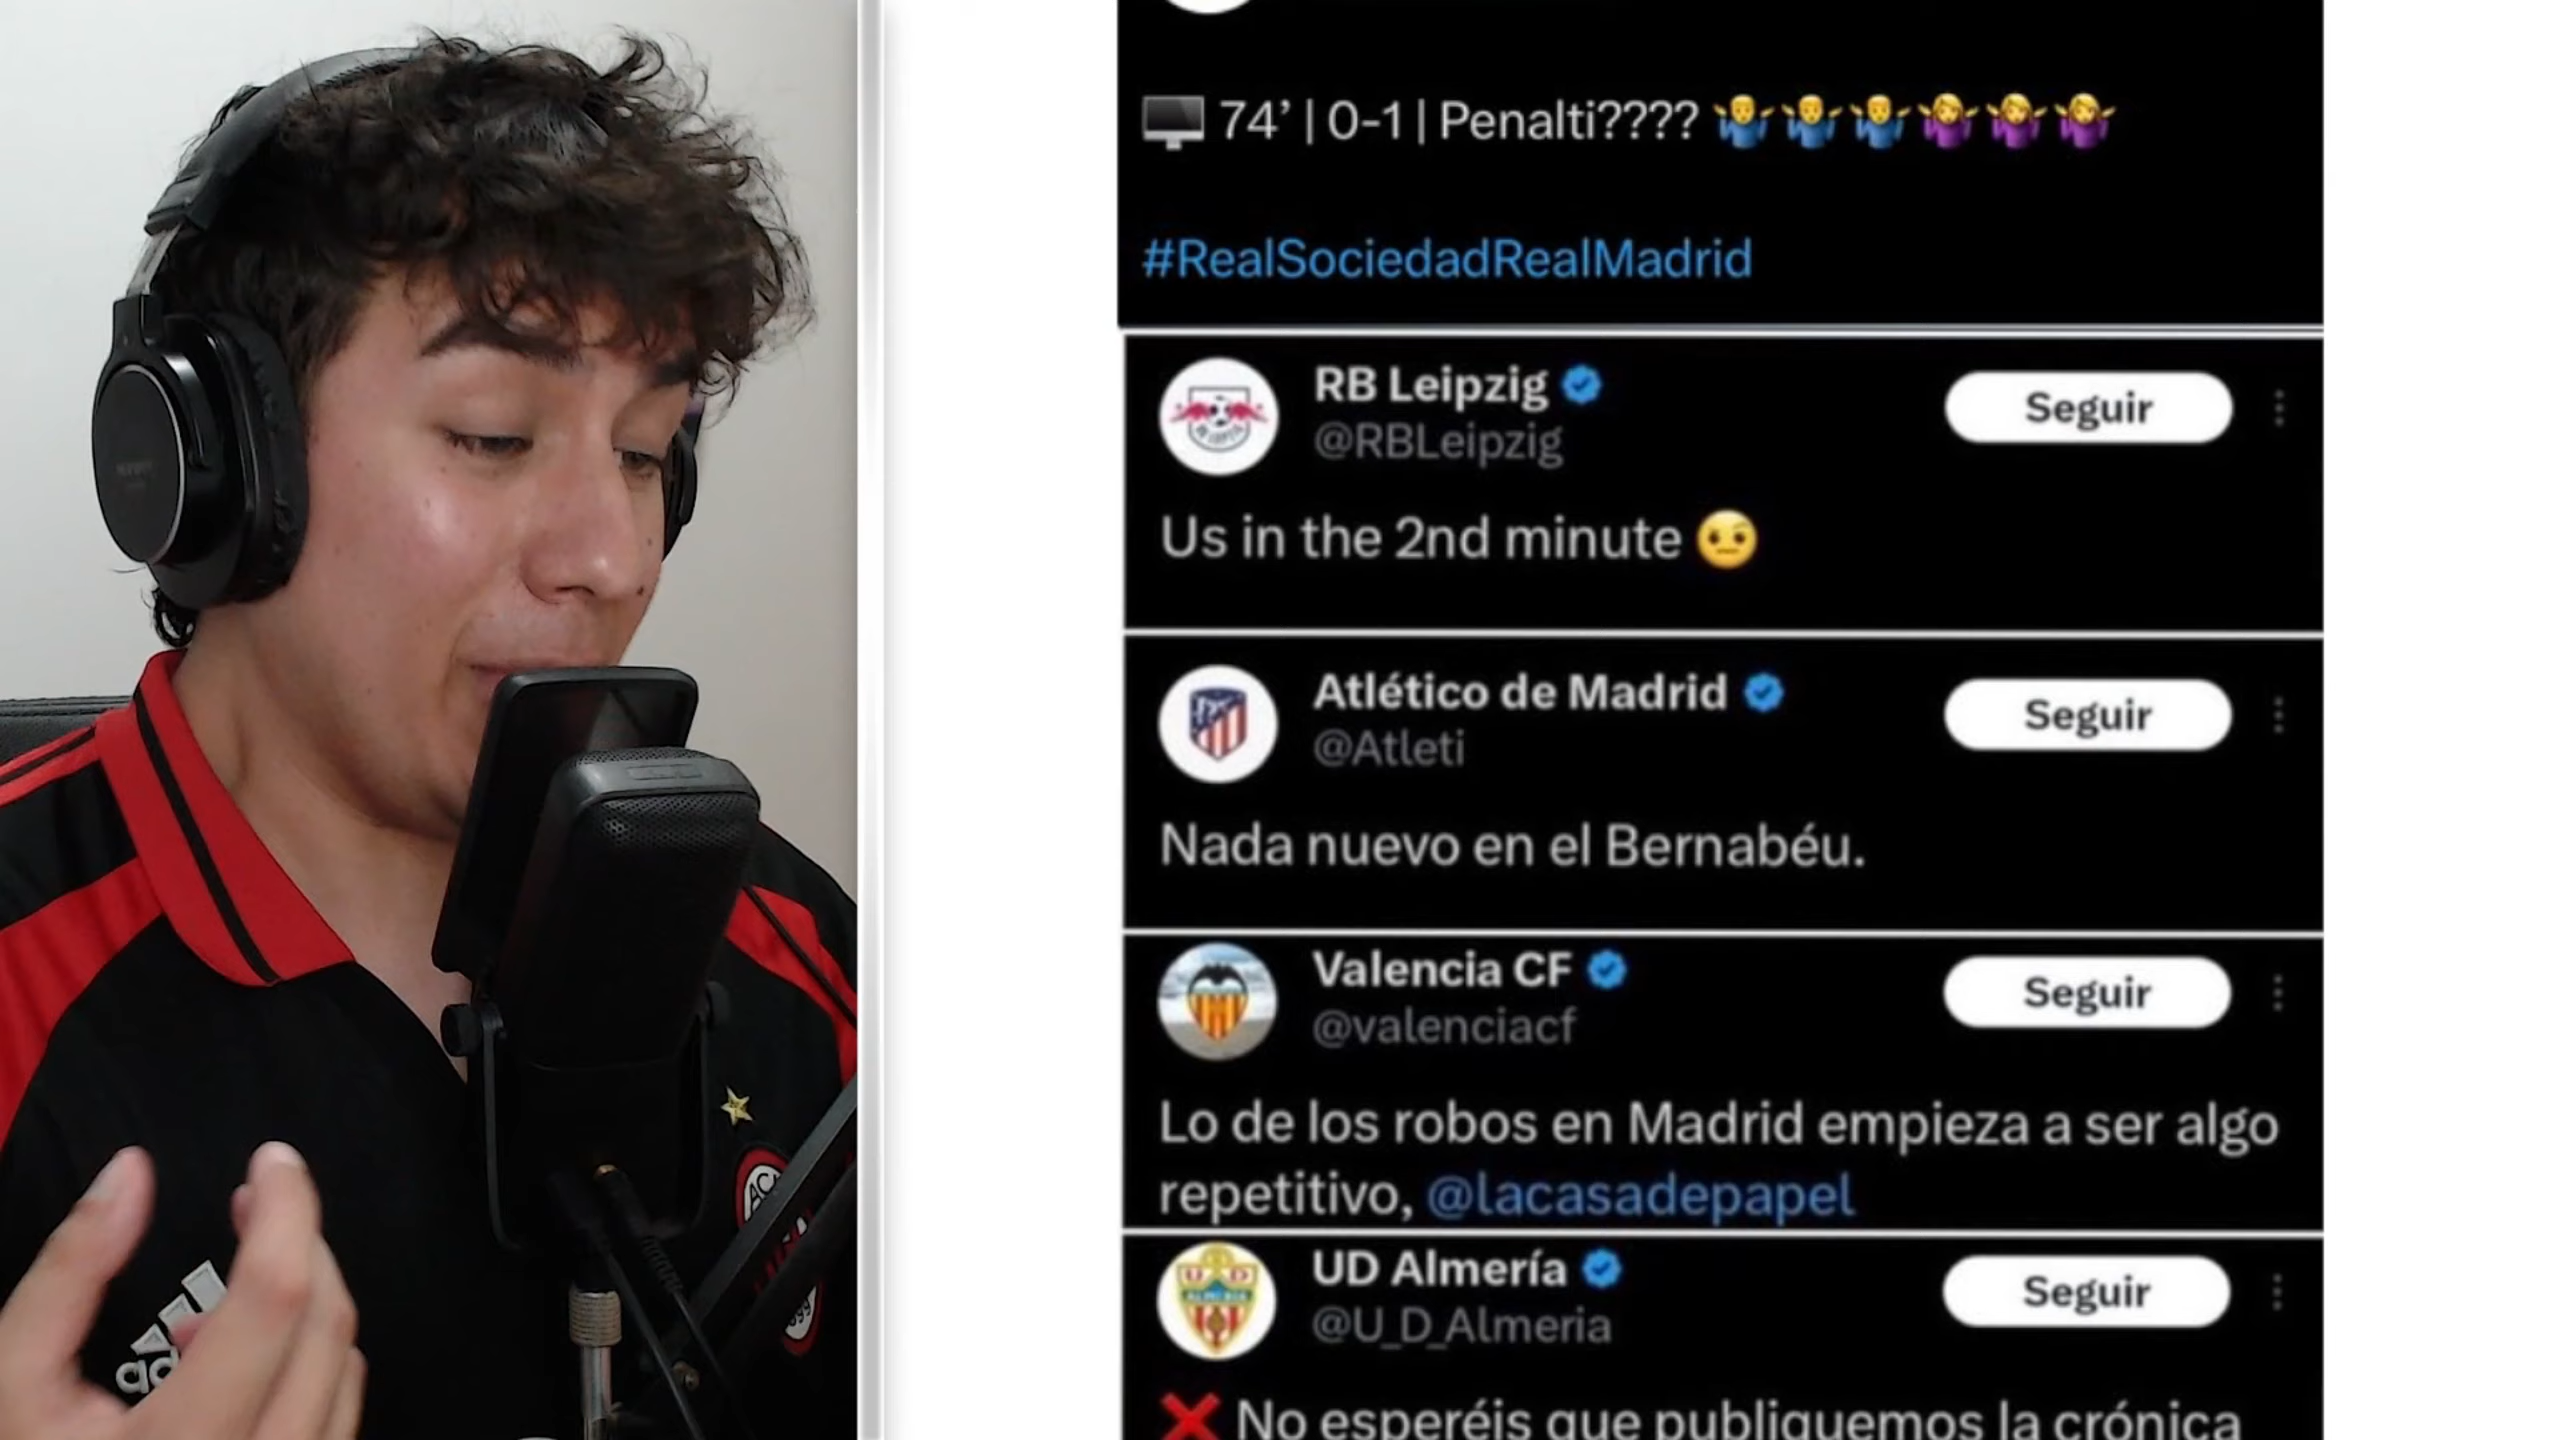 74’ | 0-1 | Penalti???? 🤷‍♂️🤷‍♂️🤷‍♂️🤷‍♀️🤷‍♀️🤷‍♀️
#RealSociedadRealMadrid
RB Leipzig
@RBLeipzig
Seguir
Us in the 2nd minute 🤨
Atlético de Madrid
@Atleti
Seguir
Nada nuevo en el Bernabéu.
Valencia CF
@valenciacf
Seguir
Lo de los robos en Madrid empieza a ser algo
repetitivo, @lacasadepapel
UD Almería
@U_D_Almeria
Seguir
❌ No esperéis que publiquemos la crónica
AC
ad